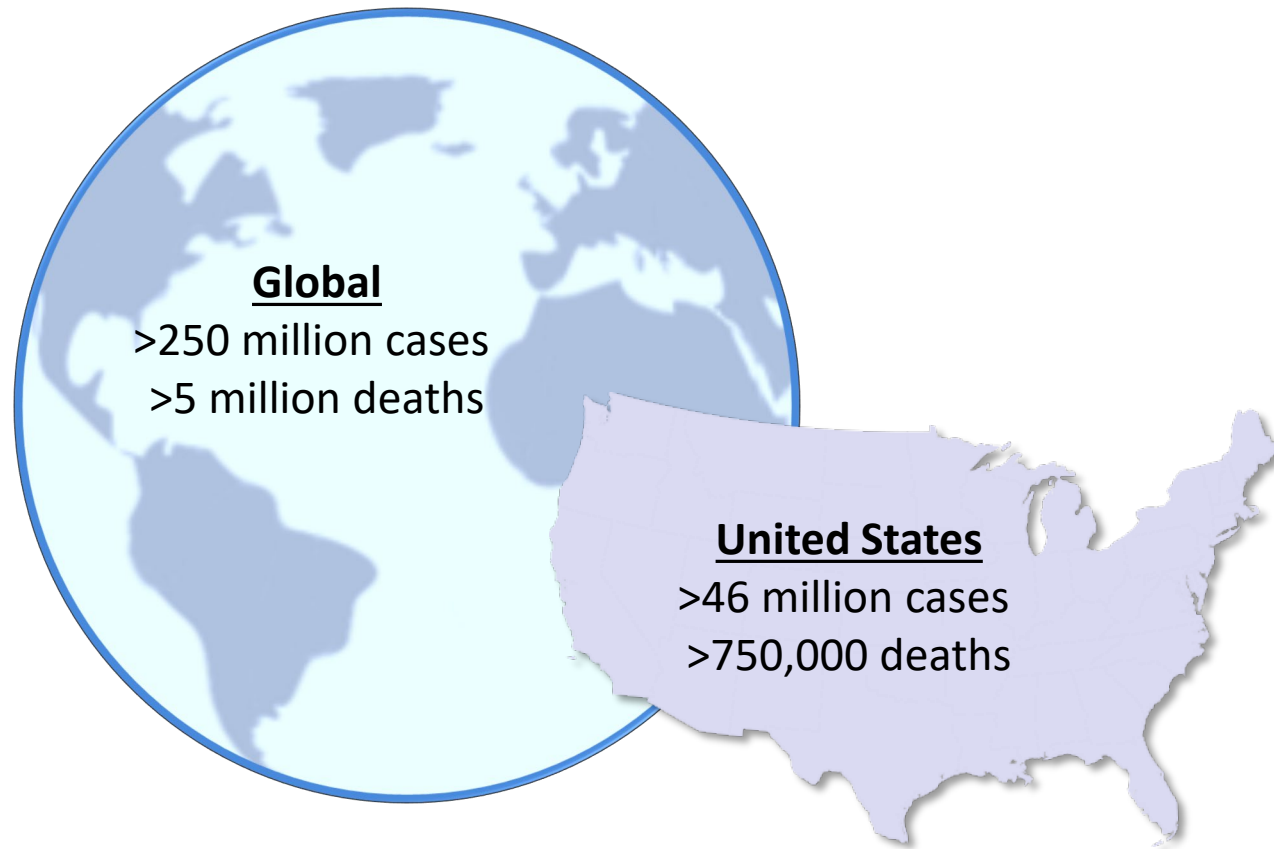 Global
>250 million cases
>5 million deaths
United States
>46 million cases
>750,000 deaths